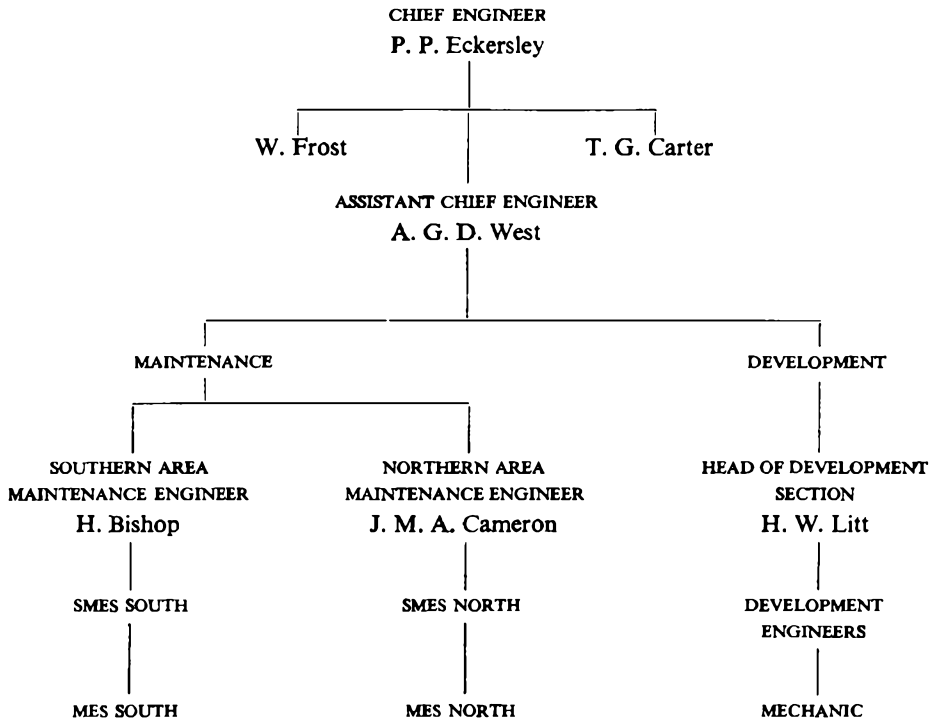 CHIEF ENGINEER
P. P. Eckersley
W. Frost
T. G. Carter
ASSISTANT CHIEF ENGINEER
A. G. D. West
MAINTENANCE
DEVELOPMENT
SOUTHERN AREA
MAINTENANCE ENGINEER
H. Bishop
NORTHERN AREA
MAINTENANCE ENGINEER
J. M. A. Cameron
HEAD OF DEVELOPMENT
SECTION
H. W. Litt
SMES SOUTH
SMES NORTH
DEVELOPMENT
ENGINEERS
MES SOUTH
MES NORTH
MECHANIC